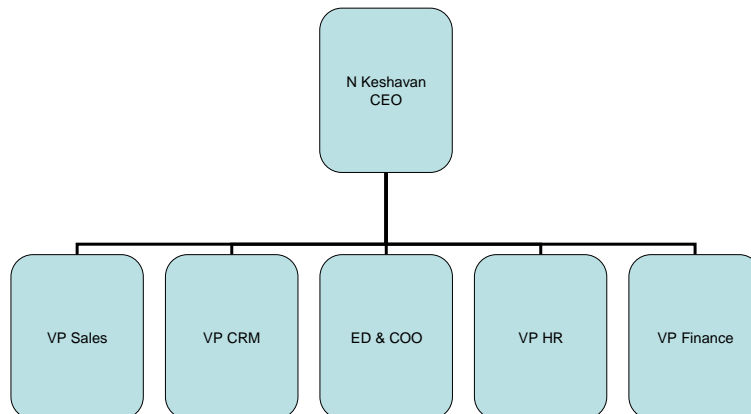 N Keshavan
CEO
VP Sales
VP CRM
ED & COO
VP HR
VP Finance